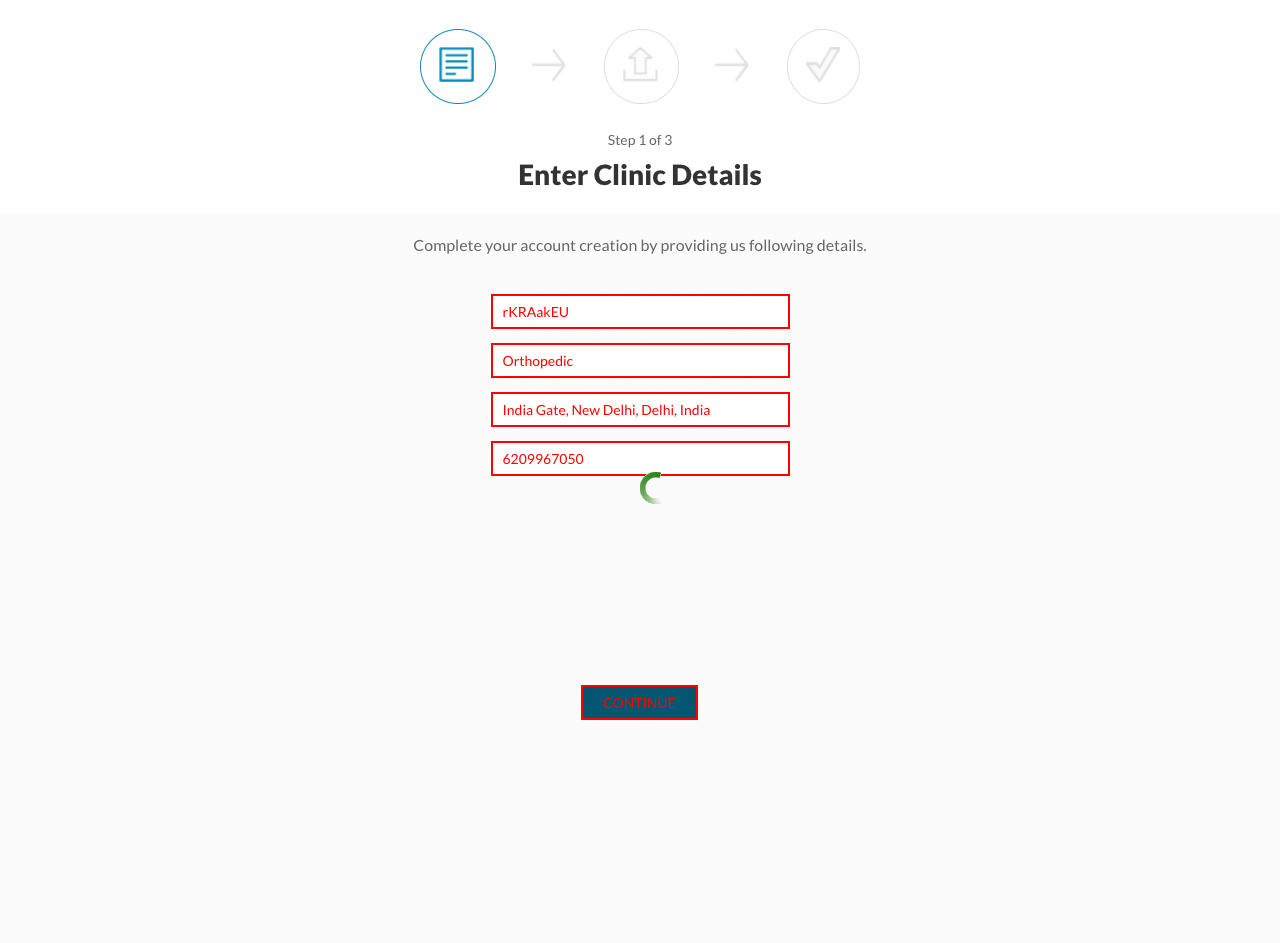 Step 1 of 3
Enter Clinic Details
Complete your account creation by providing us following details.
rKRAakEU
Orthopedic
India Gate, New Delhi, Delhi, India
6209967050
CONTINUE